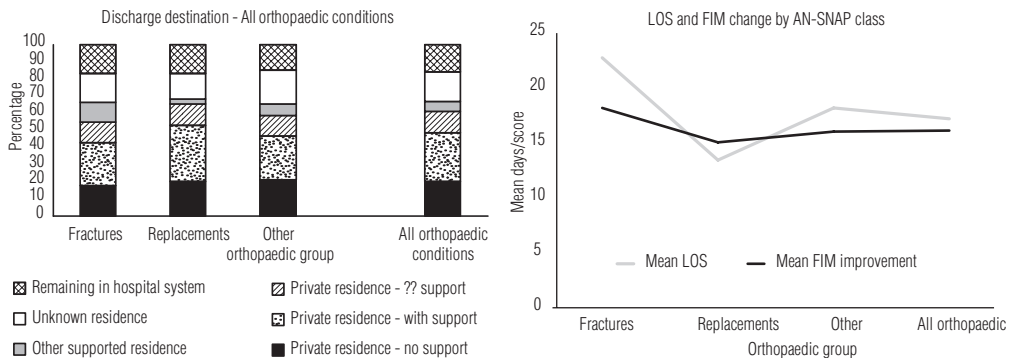 Discharge destination - All orthopaedic conditions
Percentage
100
90
80
70
60
50
40
30
20
10
0
Fractures
Replacements
Other
orthopaedic group
All orthopaedic
conditions
Remaining in hospital system
Unknown residence
Other supported residence
Private residence - ?? support
Private residence - with support
Private residence - no support
LOS and FIM change by AN-SNAP class
Mean days/score
25
20
15
10
5
0
Mean LOS
Mean FIM improvement
Fractures
Replacements
Other
All orthopaedic
Orthopaedic group